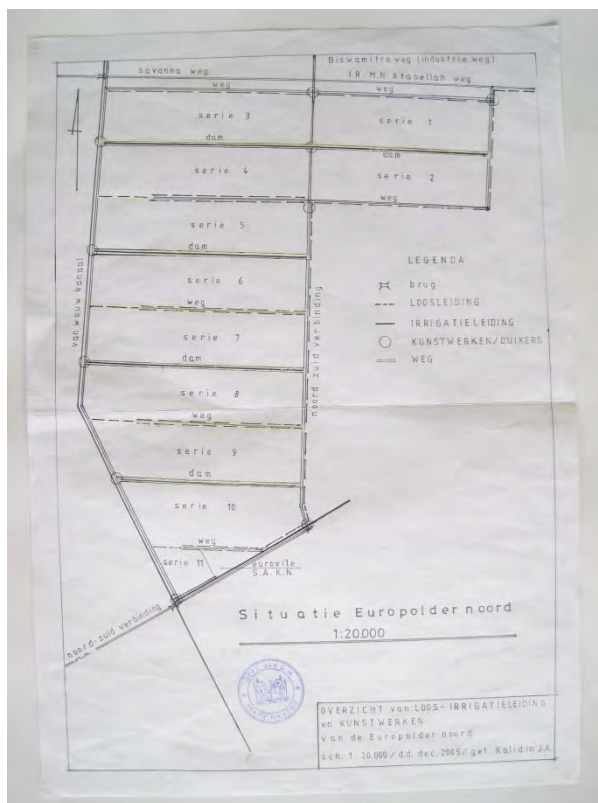 Biswamitreweg (industrie weg)
savanna weg
I R. M.N Atabellah weg
weg
weg
serie 3
serie 1
dam
dam
serie 4
serie 2
weg
serie 5
dam
van wouw kanaal
serie 6
weg
noord zuid verbinding
serie 7
dam
serie 8
weg
serie 9
dam
serie 10
weg
serie 11
eurovile
S.A.K.N
noord-zuid verbinding
LEGENDA
brug
LOOSLEIDING
IRRIGATIELEIDING
KUNSTWERKEN/DUIKERS
WEG
Situatie Europolder noord
1:20.000
OVERZICHT van LOOS-IRRIGATIELEIDING
en KUNSTWERKEN
van de Europolder noord
sch. 1:20.000/d.d. dec. 2005/ get. Kalidin J.A.